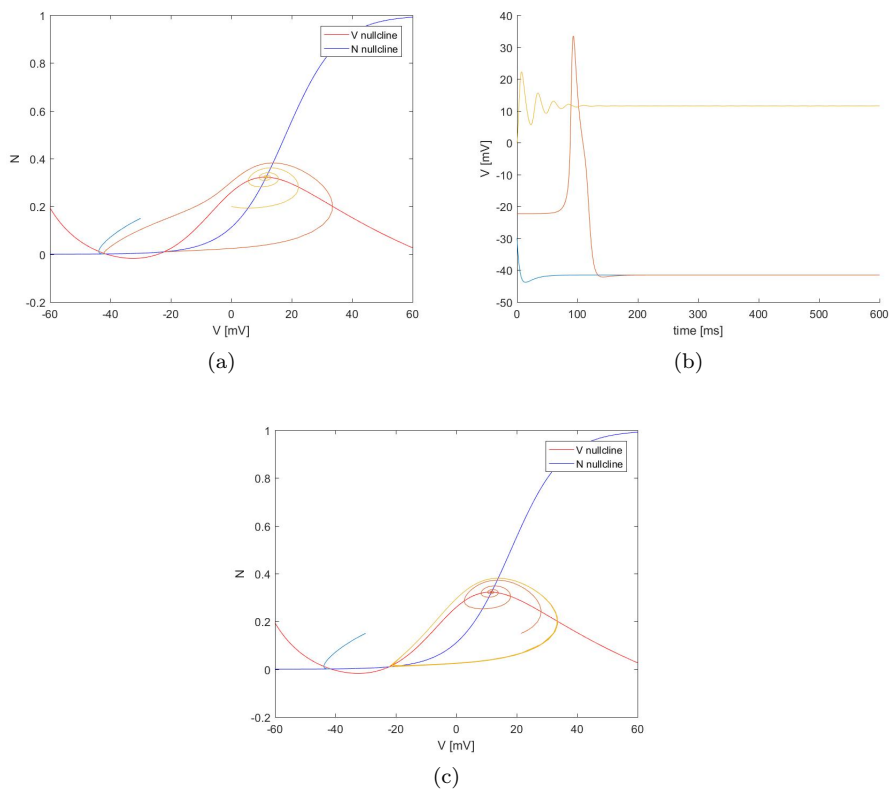 1
0.8
0.6
0.4
0.2
0
-0.2
N
V nullcline
N nullcline
-60 -40 -20 0 20 40 60
V [mV]
(a)
40
30
20
10
0
-10
-20
-30
-40
-50
V [mV]
0 100 200 300 400 500 600
time [ms]
(b)
1
0.8
0.6
0.4
0.2
0
-0.2
N
V nullcline
N nullcline
-60 -40 -20 0 20 40 60
V [mV]
(c)